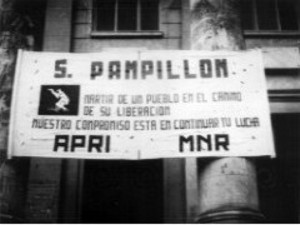 S. PAMPILLON
MARTIR DE UN PUEBLO EN EL CAMINO
DE SU LIBERACION
NUESTRO COMPROMISO ESTA EN CONTINUAR TU LUCHA
APRI MNR